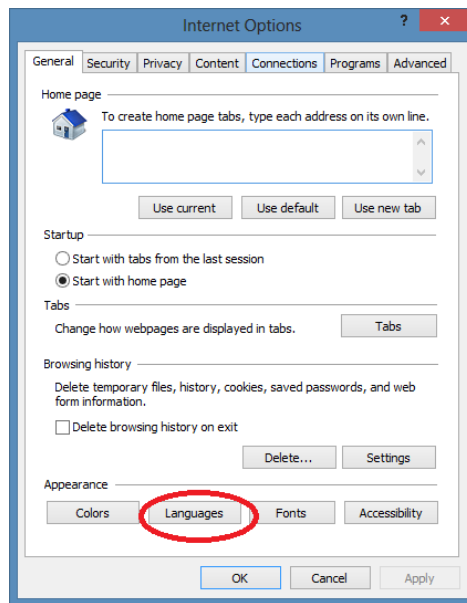 Internet Options
?
General Security Privacy Content Connections Programs Advanced
Home page
To create home page tabs, type each address on its own line.
Use current Use default Use new tab
Startup
Start with tabs from the last session
Start with home page
Tabs
Change how webpages are displayed in tabs. Tabs
Browsing history
Delete temporary files, history, cookies, saved passwords, and web
form information.
Delete browsing history on exit
Delete... Settings
Appearance
Colors Languages Fonts Accessibility
OK Cancel Apply